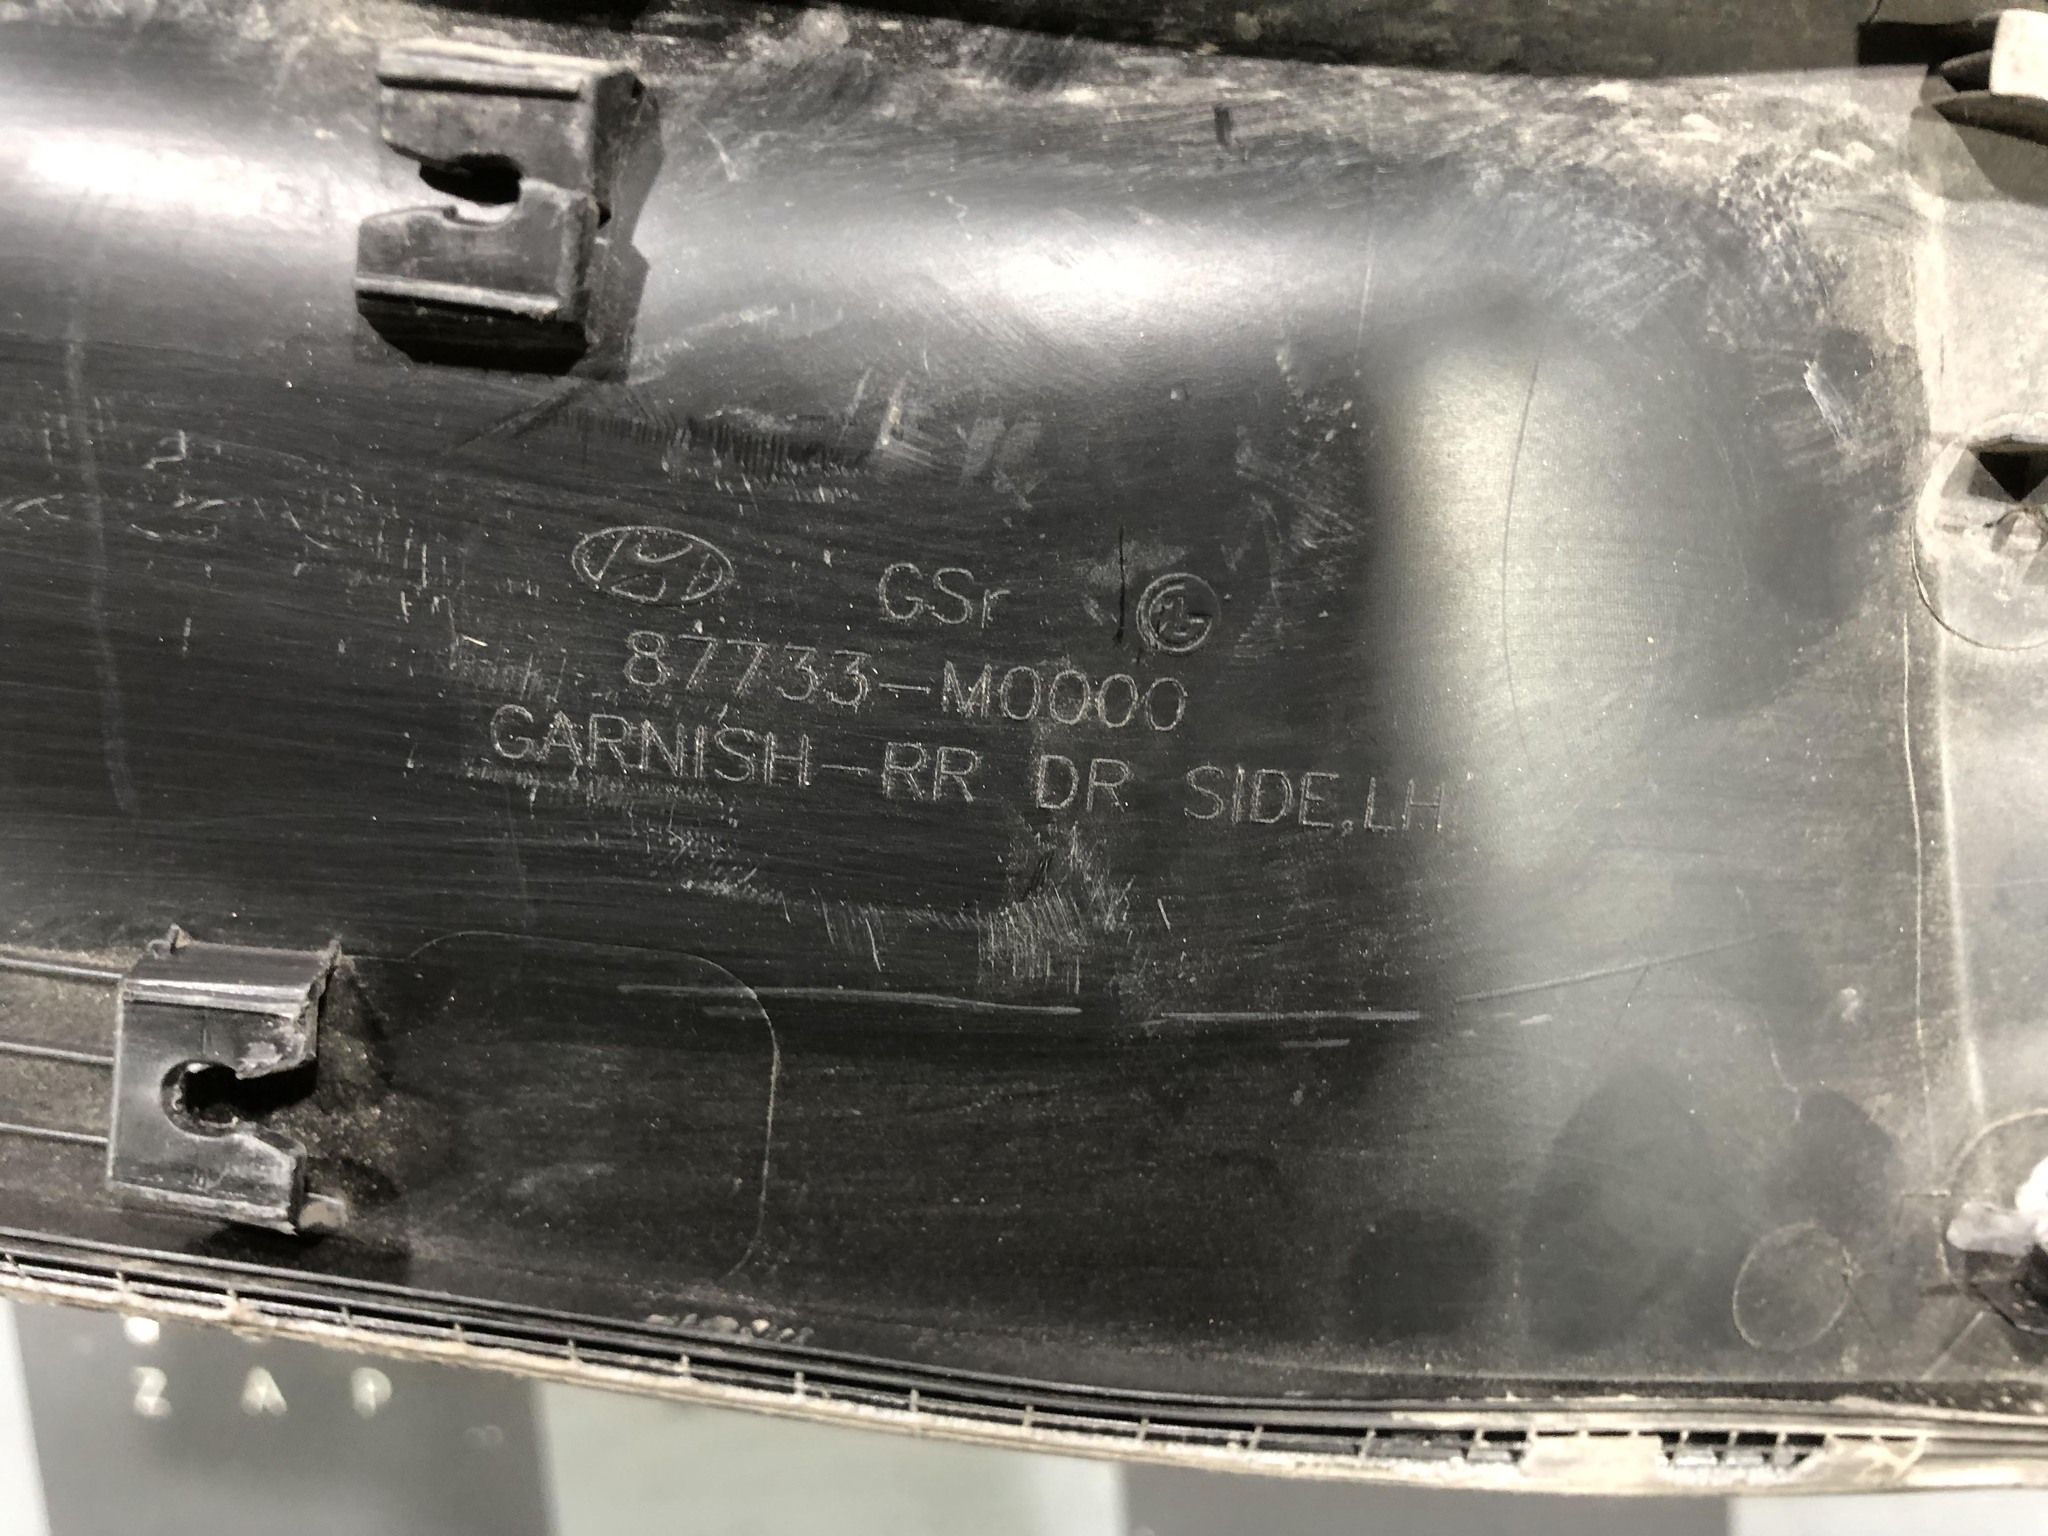 GSr
87733-M0000
GARNISH-RR DR SIDE,LH
Z A P